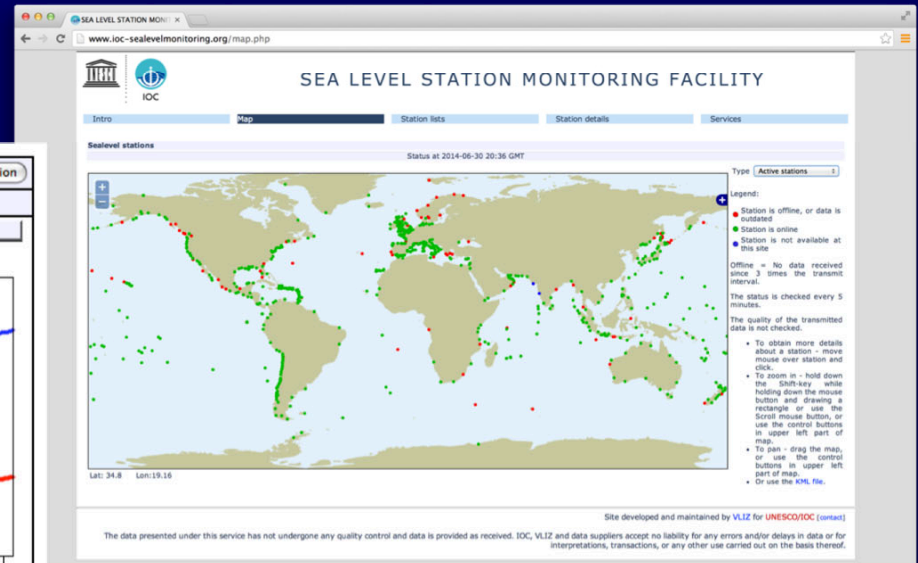 SEA LEVEL STATION MONI
www.ioc-sealevelmonitoring.org/map.php
IOC
SEA LEVEL STATION MONITORING FACILITY
Intro Map Station lists Station details Services
Sealevel stations
Status at 2014-06-30 20:36 GMT
Type Active stations
Legend:
Station is offline, or data is
outdated
Station is online
Station is not available at
this site
Offline = No data received
since 3 times the transmit
interval.
The status is checked every 5
minutes.
The quality of the transmitted
data is not checked.
• To obtain more details
about a station - move
mouse over station and
click.
• To zoom in - hold down
the Shift-key while
holding down the mouse
button and drawing a
rectangle or use the
Scroll mouse button, or
use the control buttons
in upper left part of
map.
• To pan - drag the map,
or use the control
buttons in upper left
part of map.
• Or use the KML file.
Lat: 34.8 Lon:19.16
Site developed and maintained by VLIZ for UNESCO/IOC [contact]
The data presented under this service has not undergone any quality control and data is provided as received. IOC, VLIZ and data suppliers accept no liability for any errors and/or delays in data or for
interpretations, transactions, or any other use carried out on the basis thereof.
ion